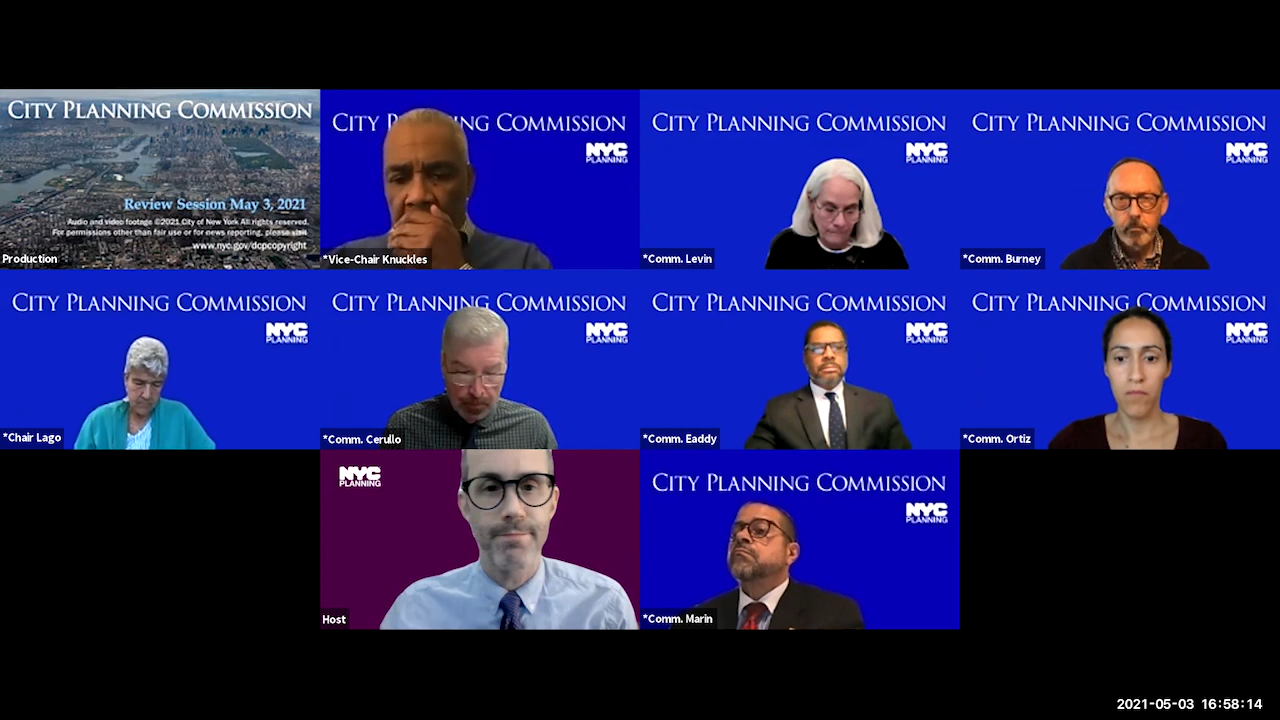 CITY PLANNING COMMISSION
Review Session May 3, 2021
Audio and video footage ©2021 City of New York All rights reserved.
For permissions other than fair use or for news reporting, please visit
www.nyc.gov/dcpcopyright
Production
CITY PLANNING COMMISSION
NYC
PLANNING
*Vice-Chair Knuckles
CITY PLANNING COMMISSION
NYC
PLANNING
*Comm. Levin
CITY PLANNING COMMISSION
NYC
PLANNING
*Comm. Burney
CITY PLANNING COMMISSION
NYC
PLANNING
*Chair Lago
CITY PLANNING COMMISSION
NYC
PLANNING
*Comm. Cerullo
CITY PLANNING COMMISSION
NYC
PLANNING
*Comm. Eaddy
CITY PLANNING COMMISSION
NYC
PLANNING
*Comm. Ortiz
NYC
PLANNING
Host
CITY PLANNING COMMISSION
NYC
PLANNING
*Comm. Marin
2021-05-03 16:58:14